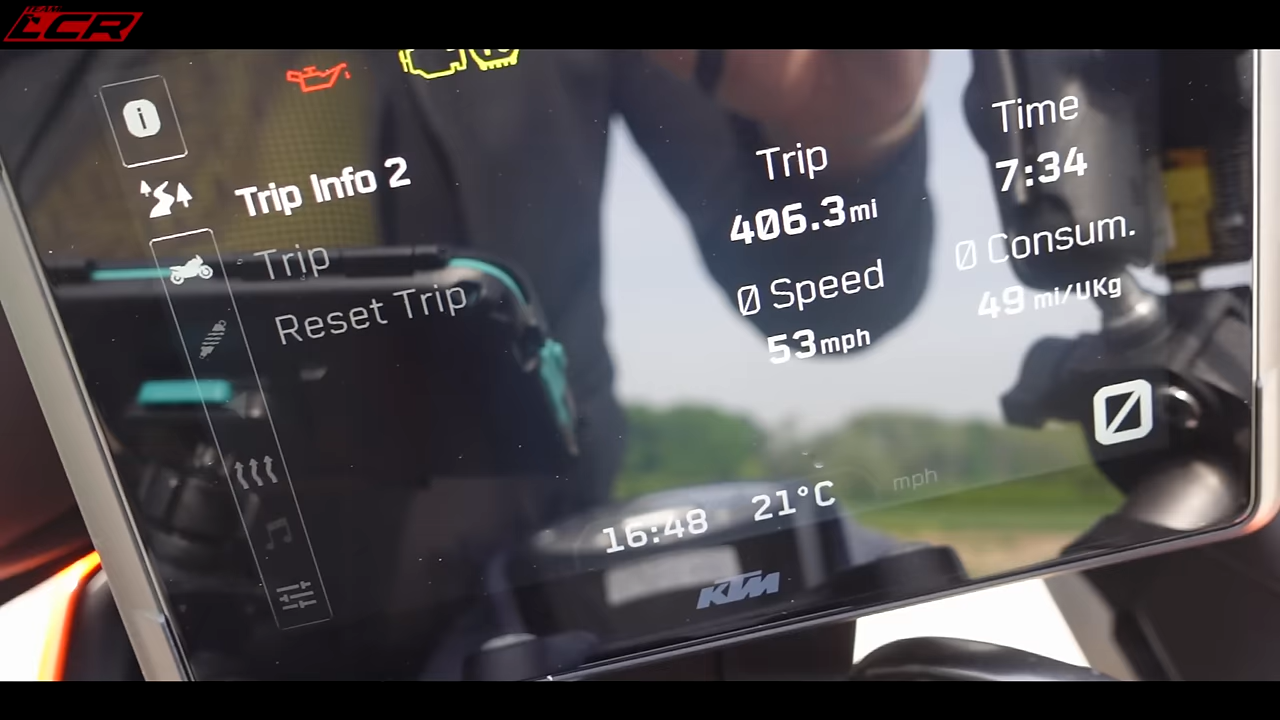 LCR
Trip Info 2
Trip
Reset Trip
Trip
406.3mi
Ø Speed
53mph
Time
7:34
Ø Consum.
49 mi/UKg
mph
16:48 21°C
KTM